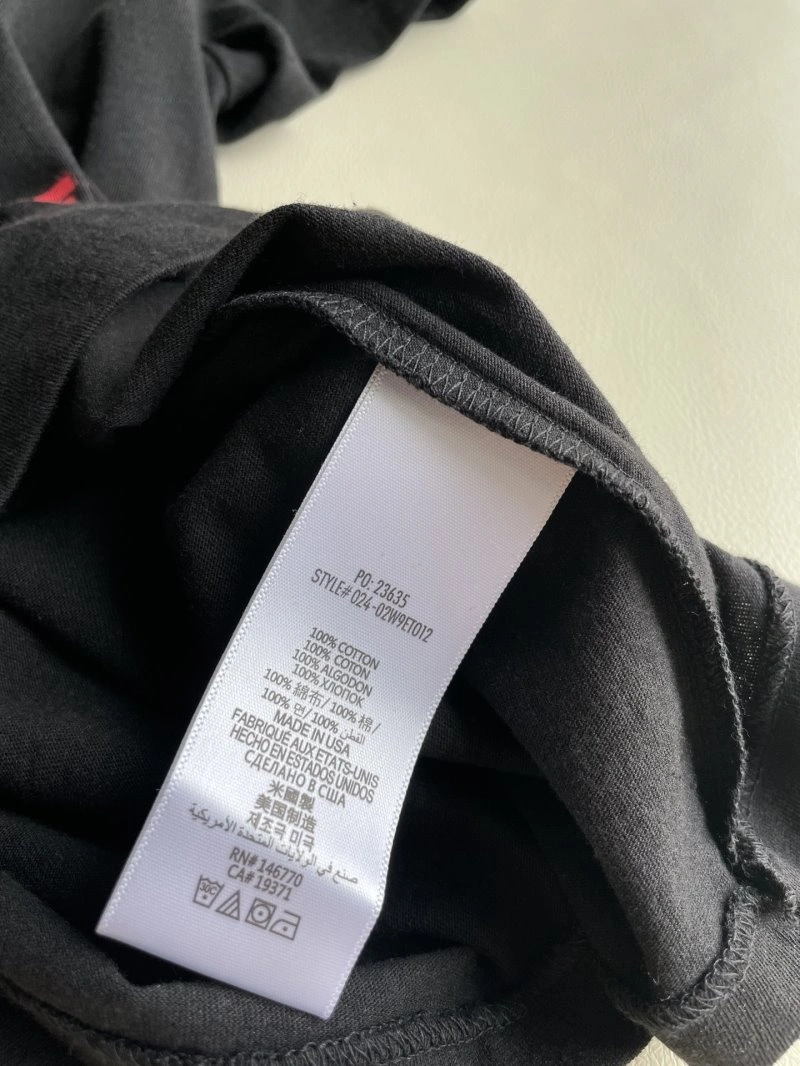 PO: 23635
STYLE# 024-02W9ET012
100% COTTON
100% COTON
100% ALGODON
100% ХЛОПОК
100% 綿布/ 100% 棉/
100% 면/ 100% القطن
MADE IN USA
FABRIQUÉ AUX ETATS-UNIS
HECHO EN ESTADOS UNIDOS
СДЕЛАНО В США
米國製
美国制造
제조국 미국
صنع في الولايات المتحدة الأمريكية
RN# 146770
CA# 19371
30C